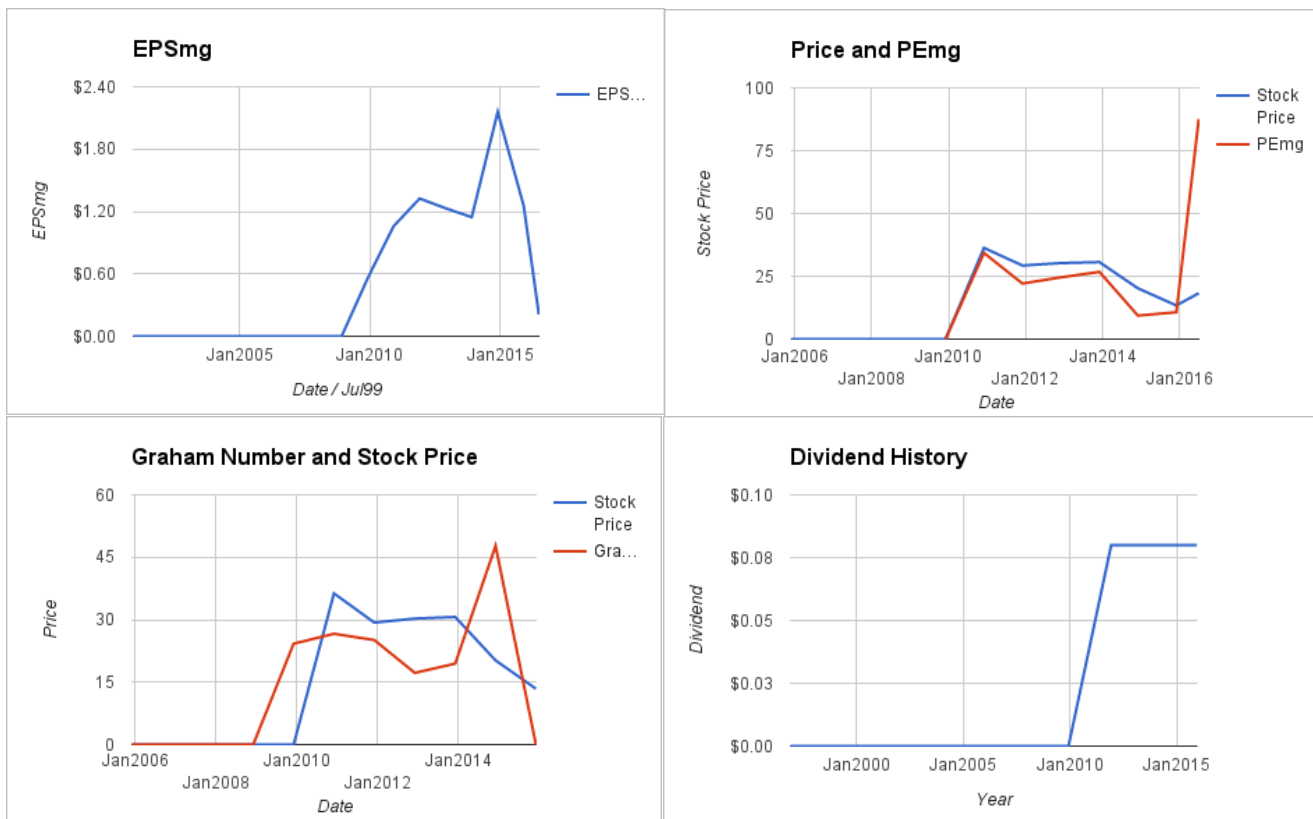 EPSmg
$2.40
$1.80
$1.20
$0.60
$0.00
EPSmg
Jan2005
Jan2010
Jan2015
Date / Jul99
EPS…
Price and PEmg
100
75
50
25
0
Stock Price
Jan2006
Jan2008
Jan2010
Jan2012
Jan2014
Jan2016
Date
Stock
Price
PEmg
Graham Number and Stock Price
60
45
30
15
0
Price
Jan2006
Jan2008
Jan2010
Jan2012
Jan2014
Date
Stock
Price
Gra…
Dividend History
$0.10
$0.08
$0.05
$0.03
$0.00
Dividend
Jan2000
Jan2005
Jan2010
Jan2015
Year